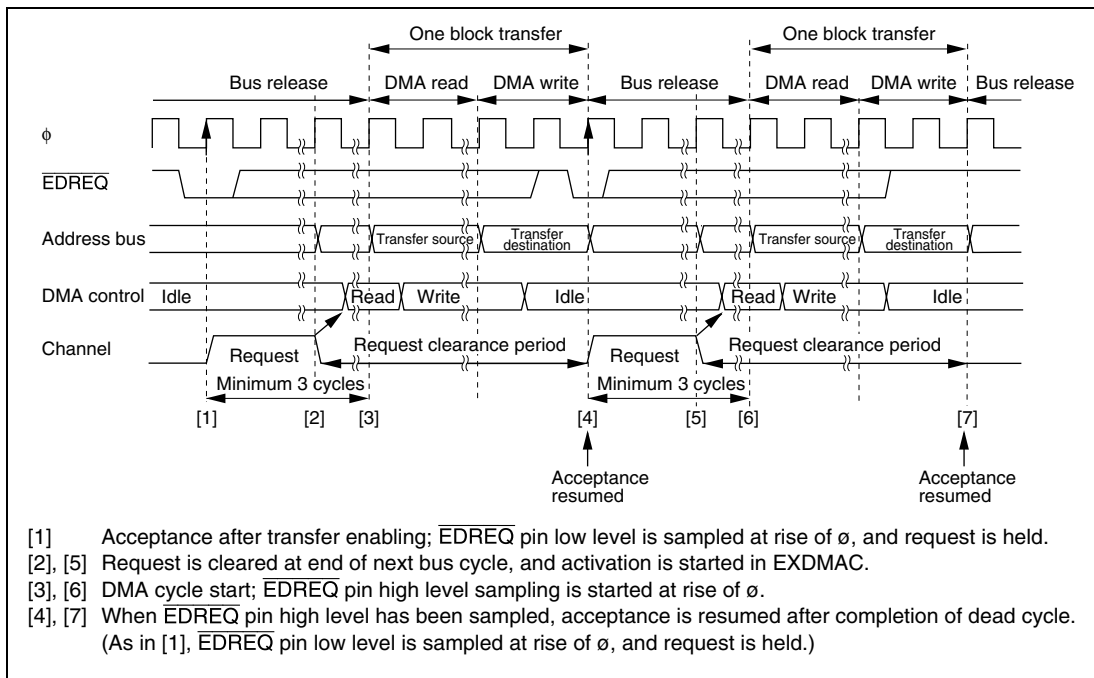 One block transfer One block transfer
Bus release DMA read DMA write Bus release DMA read DMA write Bus release
ϕ
EDREQ
Address bus Transfer source Transfer destination Transfer source Transfer destination
DMA control Idle Read Write Idle Read Write Idle
Channel Request Request clearance period Request Request clearance period
Minimum 3 cycles Minimum 3 cycles
[1] [2] [3] [4] [5] [6] [7]
Acceptance resumed Acceptance resumed
[1] Acceptance after transfer enabling; EDREQ pin low level is sampled at rise of ø, and request is held.
[2], [5] Request is cleared at end of next bus cycle, and activation is started in EXDMAC.
[3], [6] DMA cycle start; EDREQ pin high level sampling is started at rise of ø.
[4], [7] When EDREQ pin high level has been sampled, acceptance is resumed after completion of dead cycle.
(As in [1], EDREQ pin low level is sampled at rise of ø, and request is held.)